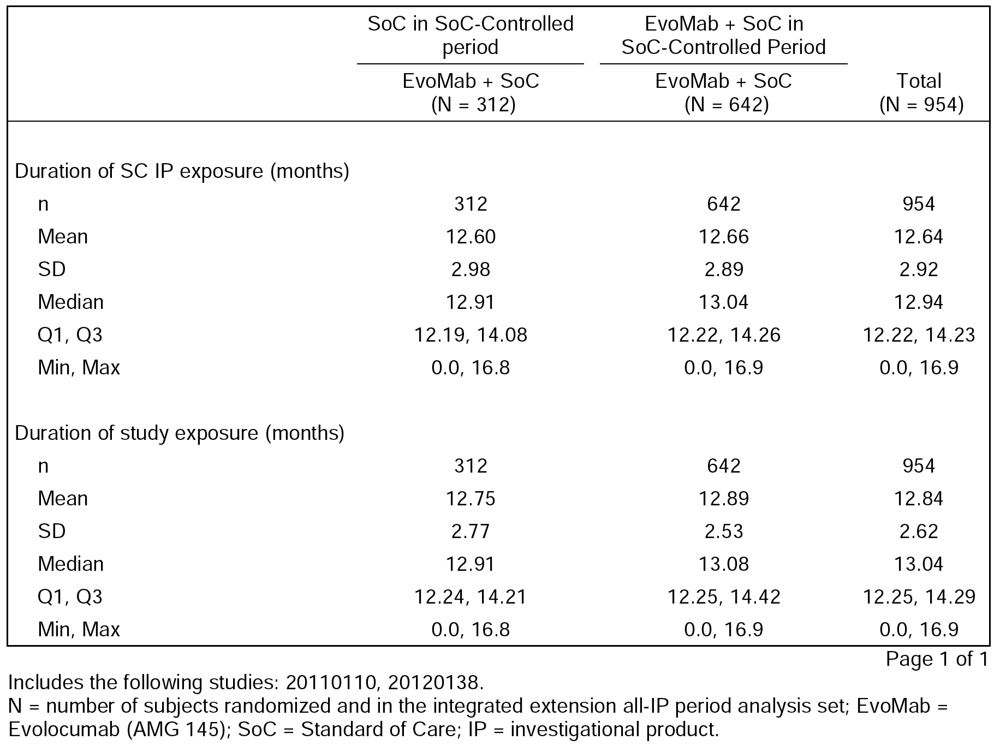 SoC in SoC-Controlled period
EvoMab + SoC in SoC-Controlled Period
EvoMab + SoC (N = 312)
EvoMab + SoC (N = 642)
Total (N = 954)
Duration of SC IP exposure (months)
n 312 642 954
Mean 12.60 12.66 12.64
SD 2.98 2.89 2.92
Median 12.91 13.04 12.94
Q1, Q3 12.19, 14.08 12.22, 14.26 12.22, 14.23
Min, Max 0.0, 16.8 0.0, 16.9 0.0, 16.9
Duration of study exposure (months)
n 312 642 954
Mean 12.75 12.89 12.84
SD 2.77 2.53 2.62
Median 12.91 13.08 13.04
Q1, Q3 12.24, 14.21 12.25, 14.42 12.25, 14.29
Min, Max 0.0, 16.8 0.0, 16.9 0.0, 16.9
Page 1 of 1
Includes the following studies: 20110110, 20120138.
N = number of subjects randomized and in the integrated extension all-IP period analysis set; EvoMab =
Evolocumab (AMG 145); SoC = Standard of Care; IP = investigational product.